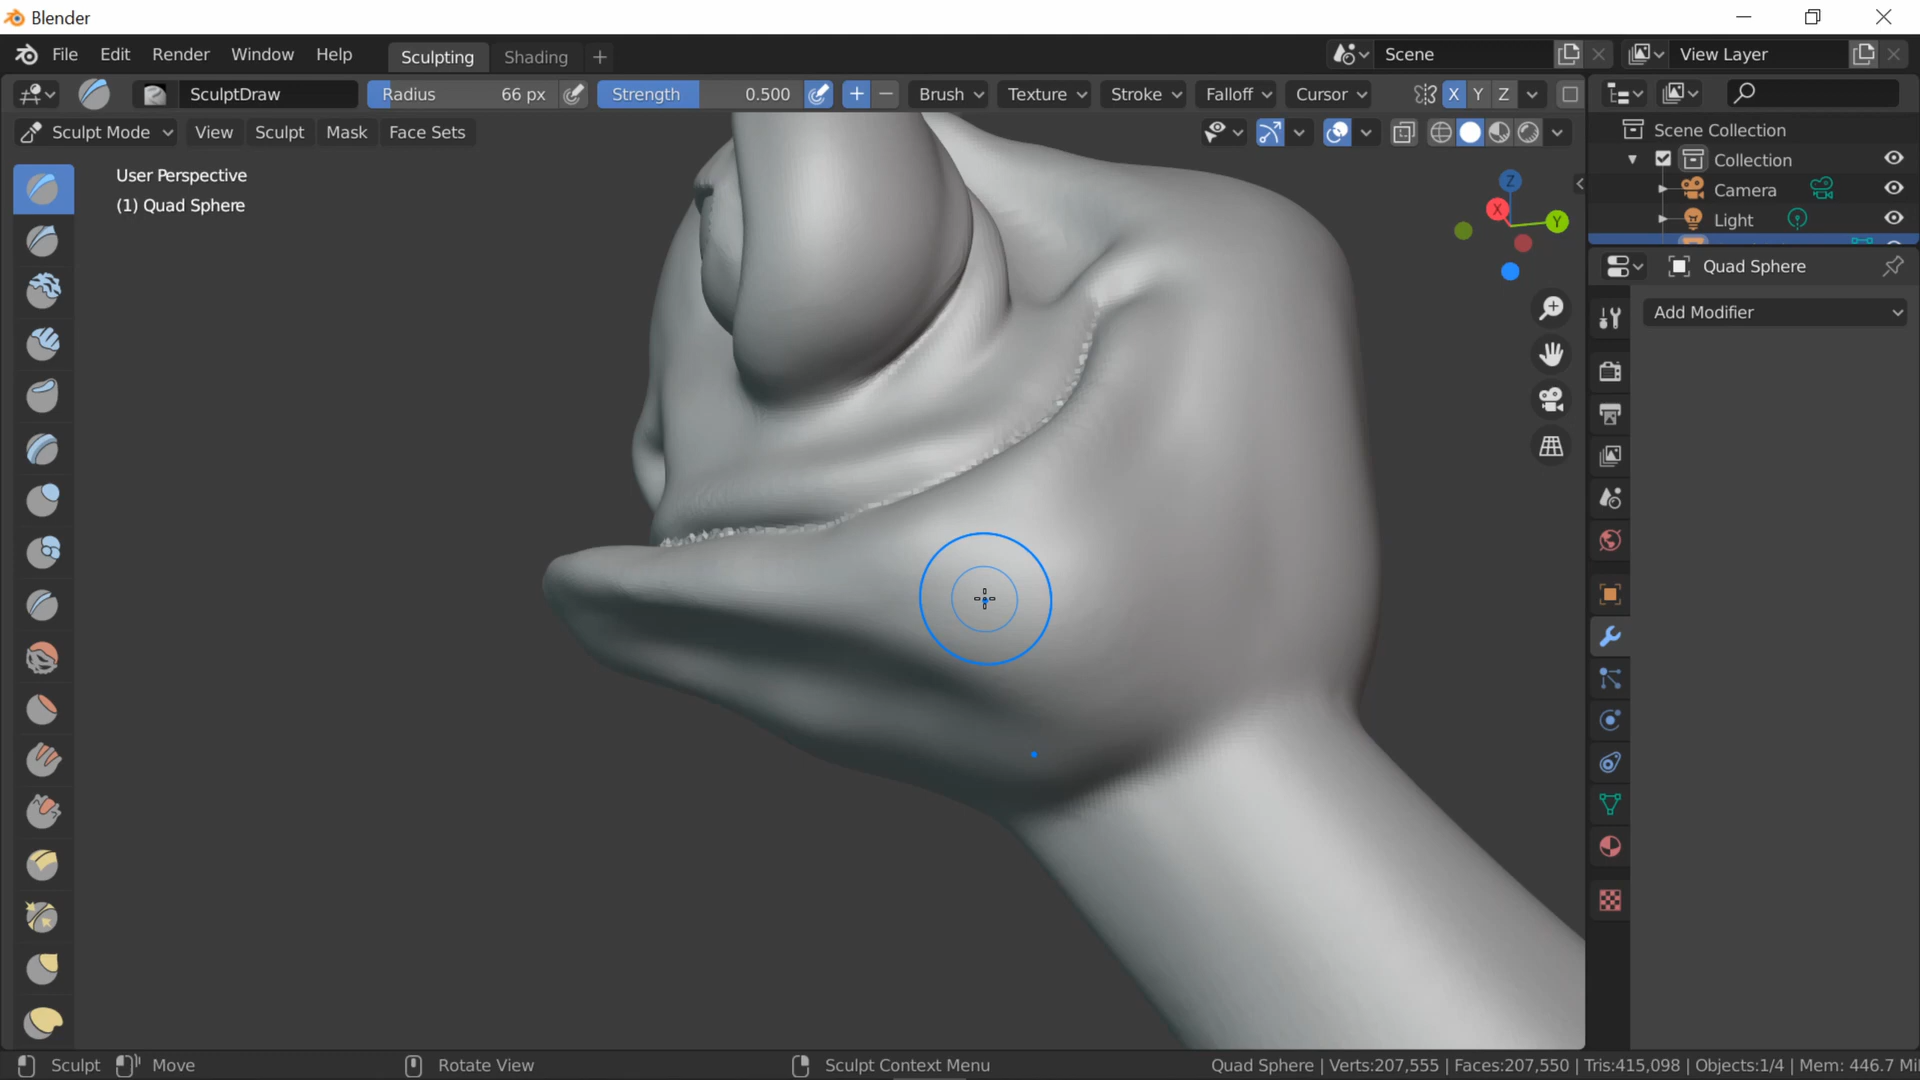 Blender
File Edit Render Window Help Sculpting Shading + Scene View Layer
SculptDraw Radius 66 px Strength 0.500 Brush Texture Stroke Falloff Cursor X Y Z
Sculpt Mode View Sculpt Mask Face Sets
Scene Collection
Collection
Camera
Light
User Perspective
(1) Quad Sphere
Z
X
Y
Quad Sphere
Add Modifier
Sculpt Move Rotate View Sculpt Context Menu Quad Sphere | Verts:207,555 | Faces:207,550 | Tris:415,098 | Objects:1/4 | Mem: 446.7 Mi